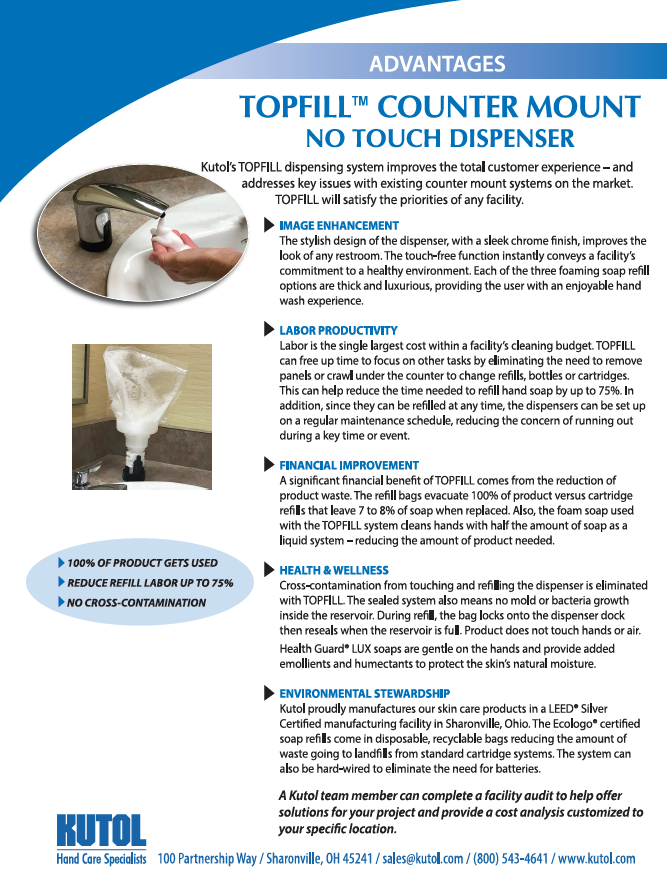 ADVANTAGES
TOPFILL™ COUNTER MOUNT
NO TOUCH DISPENSER
Kutol's TOPFILL dispensing system improves the total customer experience – and
addresses key issues with existing counter mount systems on the market.
TOPFILL will satisfy the priorities of any facility.
IMAGE ENHANCEMENT
The stylish design of the dispenser, with a sleek chrome finish, improves the
look of any restroom. The touch-free function instantly conveys a facility's
commitment to a healthy environment. Each of the three foaming soap refill
options are thick and luxurious, providing the user with an enjoyable hand
wash experience.
LABOR PRODUCTIVITY
Labor is the single largest cost within a facility's cleaning budget. TOPFILL
can free up time to focus on other tasks by eliminating the need to remove
panels or crawl under the counter to change refills, bottles or cartridges.
This can help reduce the time needed to refill hand soap by up to 75%. In
addition, since they can be refilled at any time, the dispensers can be set up
on a regular maintenance schedule, reducing the concern of running out
during a key time or event.
FINANCIAL IMPROVEMENT
A significant financial benefit of TOPFILL comes from the reduction of
product waste. The refill bags evacuate 100% of product versus cartridge
refills that leave 7 to 8% of soap when replaced. Also, the foam soap used
with the TOPFILL system cleans hands with half the amount of soap as a
liquid system – reducing the amount of product needed.
100% OF PRODUCT GETS USED
REDUCE REFILL LABOR UP TO 75%
NO CROSS-CONTAMINATION
HEALTH & WELLNESS
Cross-contamination from touching and refilling the dispenser is eliminated
with TOPFILL. The sealed system also means no mold or bacteria growth
inside the reservoir. During refill, the bag locks onto the dispenser dock
then reseals when the reservoir is full. Product does not touch hands or air.
Health Guard® LUX soaps are gentle on the hands and provide added
emollients and humectants to protect the skin's natural moisture.
ENVIRONMENTAL STEWARDSHIP
Kutol proudly manufactures our skin care products in a LEED® Silver
Certified manufacturing facility in Sharonville, Ohio. The Ecologo® certified
soap refills come in disposable, recyclable bags reducing the amount of
waste going to landfills from standard cartridge systems. The system can
also be hard-wired to eliminate the need for batteries.
A Kutol team member can complete a facility audit to help offer
solutions for your project and provide a cost analysis customized to
your specific location.
KUTOL
Hand Care Specialists 100 Partnership Way / Sharonville, OH 45241 / sales@kutol.com / (800) 543-4641 / www.kutol.com